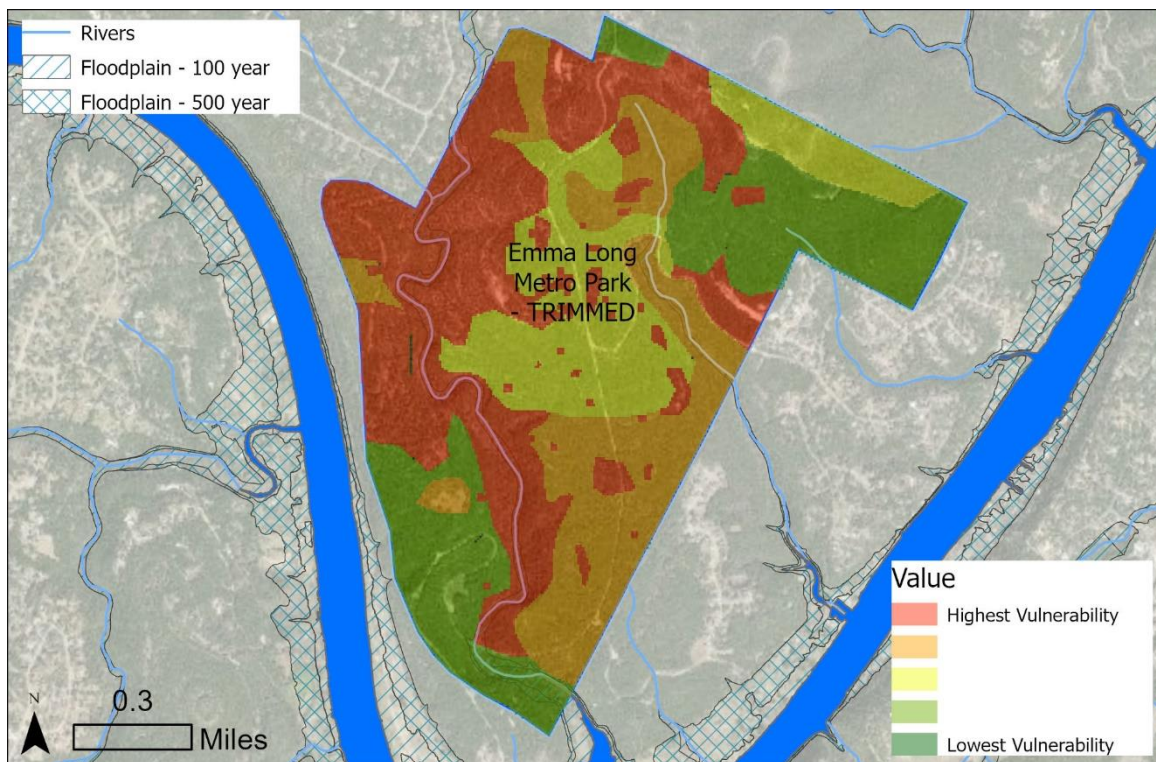 Rivers
Floodplain - 100 year
Floodplain - 500 year
Emma Long
Metro Park
- TRIMMED
Value
Highest Vulnerability
Lowest Vulnerability
N
0.3
Miles